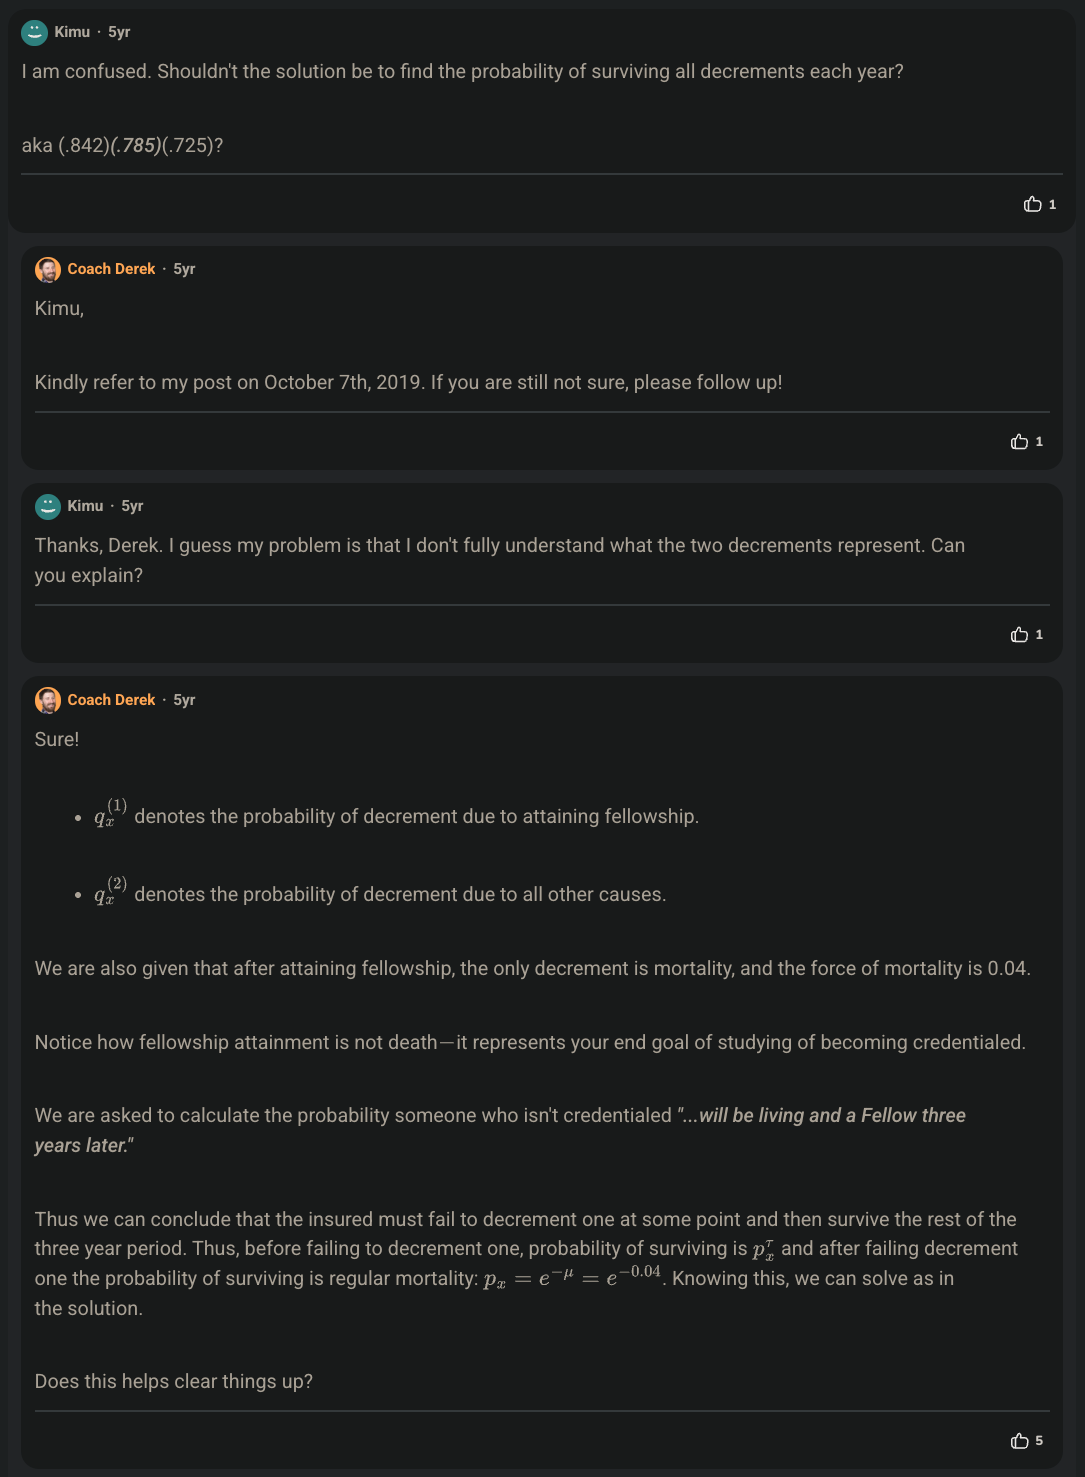 Kimu · 5yr
I am confused. Shouldn't the solution be to find the probability of surviving all decrements each year?
aka (.842)(.785)(.725)?
1
Coach Derek · 5yr
Kimu,
Kindly refer to my post on October 7th, 2019. If you are still not sure, please follow up!
1
Kimu · 5yr
Thanks, Derek. I guess my problem is that I don't fully understand what the two decrements represent. Can
you explain?
1
Coach Derek · 5yr
Sure!
• $q_x^{(1)}$ denotes the probability of decrement due to attaining fellowship.
• $q_x^{(2)}$ denotes the probability of decrement due to all other causes.
We are also given that after attaining fellowship, the only decrement is mortality, and the force of mortality is 0.04.
Notice how fellowship attainment is not death—it represents your end goal of studying of becoming credentialed.
We are asked to calculate the probability someone who isn't credentialed "...will be living and a Fellow three
years later."
Thus we can conclude that the insured must fail to decrement one at some point and then survive the rest of the
three year period. Thus, before failing to decrement one, probability of surviving is $p_x^{\tau}$ and after failing decrement
one the probability of surviving is regular mortality: $p_x = e^{-\mu} = e^{-0.04}$. Knowing this, we can solve as in
the solution.
Does this helps clear things up?
5